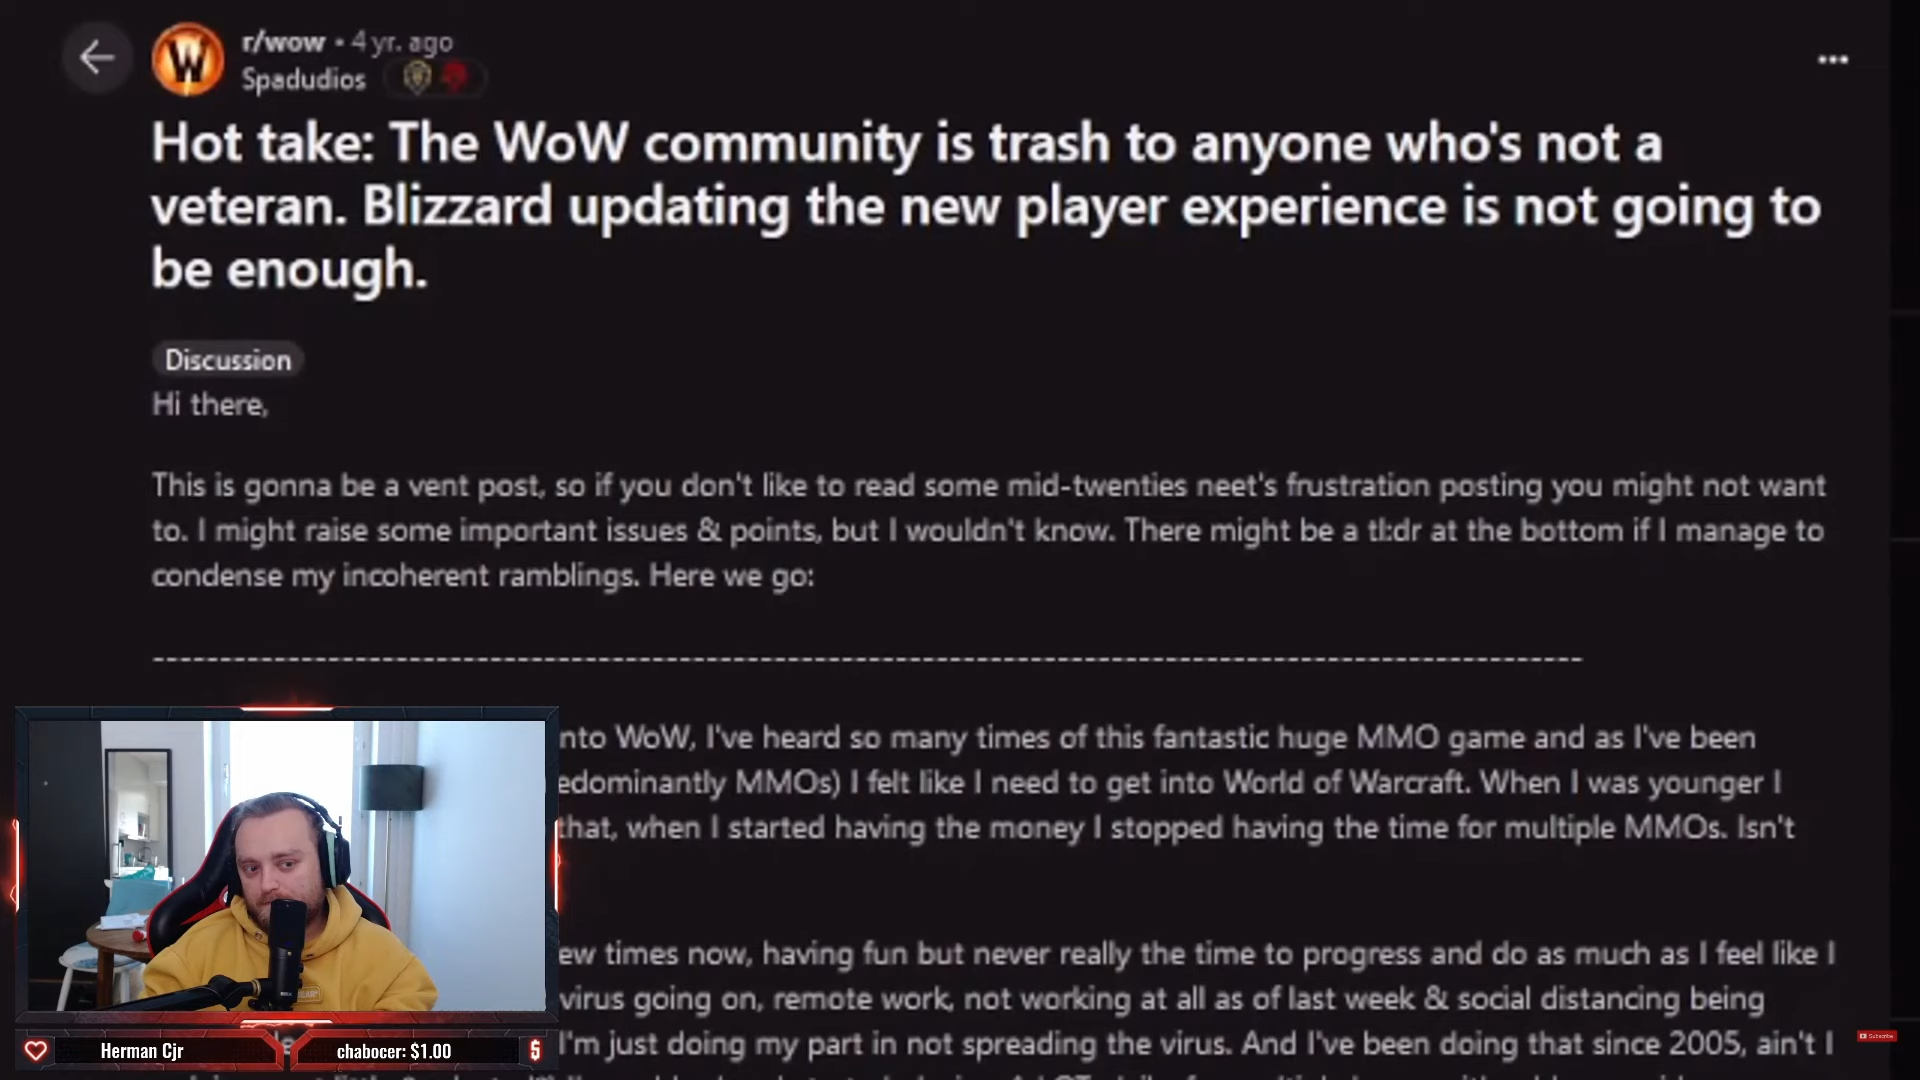 r/wow • 4 yr. ago
Spadudios
Hot take: The WoW community is trash to anyone who's not a
veteran. Blizzard updating the new player experience is not going to
be enough.
Discussion
Hi there,
This is gonna be a vent post, so if you don't like to read some mid-twenties neet's frustration posting you might not want
to. I might raise some important issues & points, but I wouldn't know. There might be a tl:dr at the bottom if I manage to
condense my incoherent ramblings. Here we go:
----------------------------------------------------------------------------------------------------------
nto WoW, I've heard so many times of this fantastic huge MMO game and as I've been
edominantly MMOs) I felt like I need to get into World of Warcraft. When I was younger I
that, when I started having the money I stopped having the time for multiple MMOs. Isn't
ew times now, having fun but never really the time to progress and do as much as I feel like I
virus going on, remote work, not working at all as of last week & social distancing being
I'm just doing my part in not spreading the virus. And I've been doing that since 2005, ain't I
Herman Cjr
chabocer: $1.00
$
Subscribe